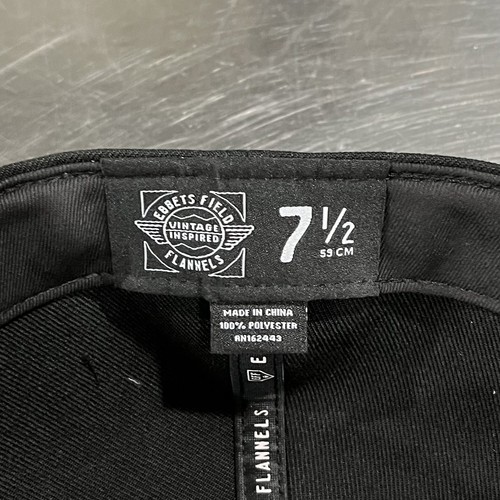 EBBETS FIELD
VINTAGE
INSPIRED
FLANNELS
7 1/2
59 CM
MADE IN CHINA
100% POLYESTER
RN162443
FLANNELS
E